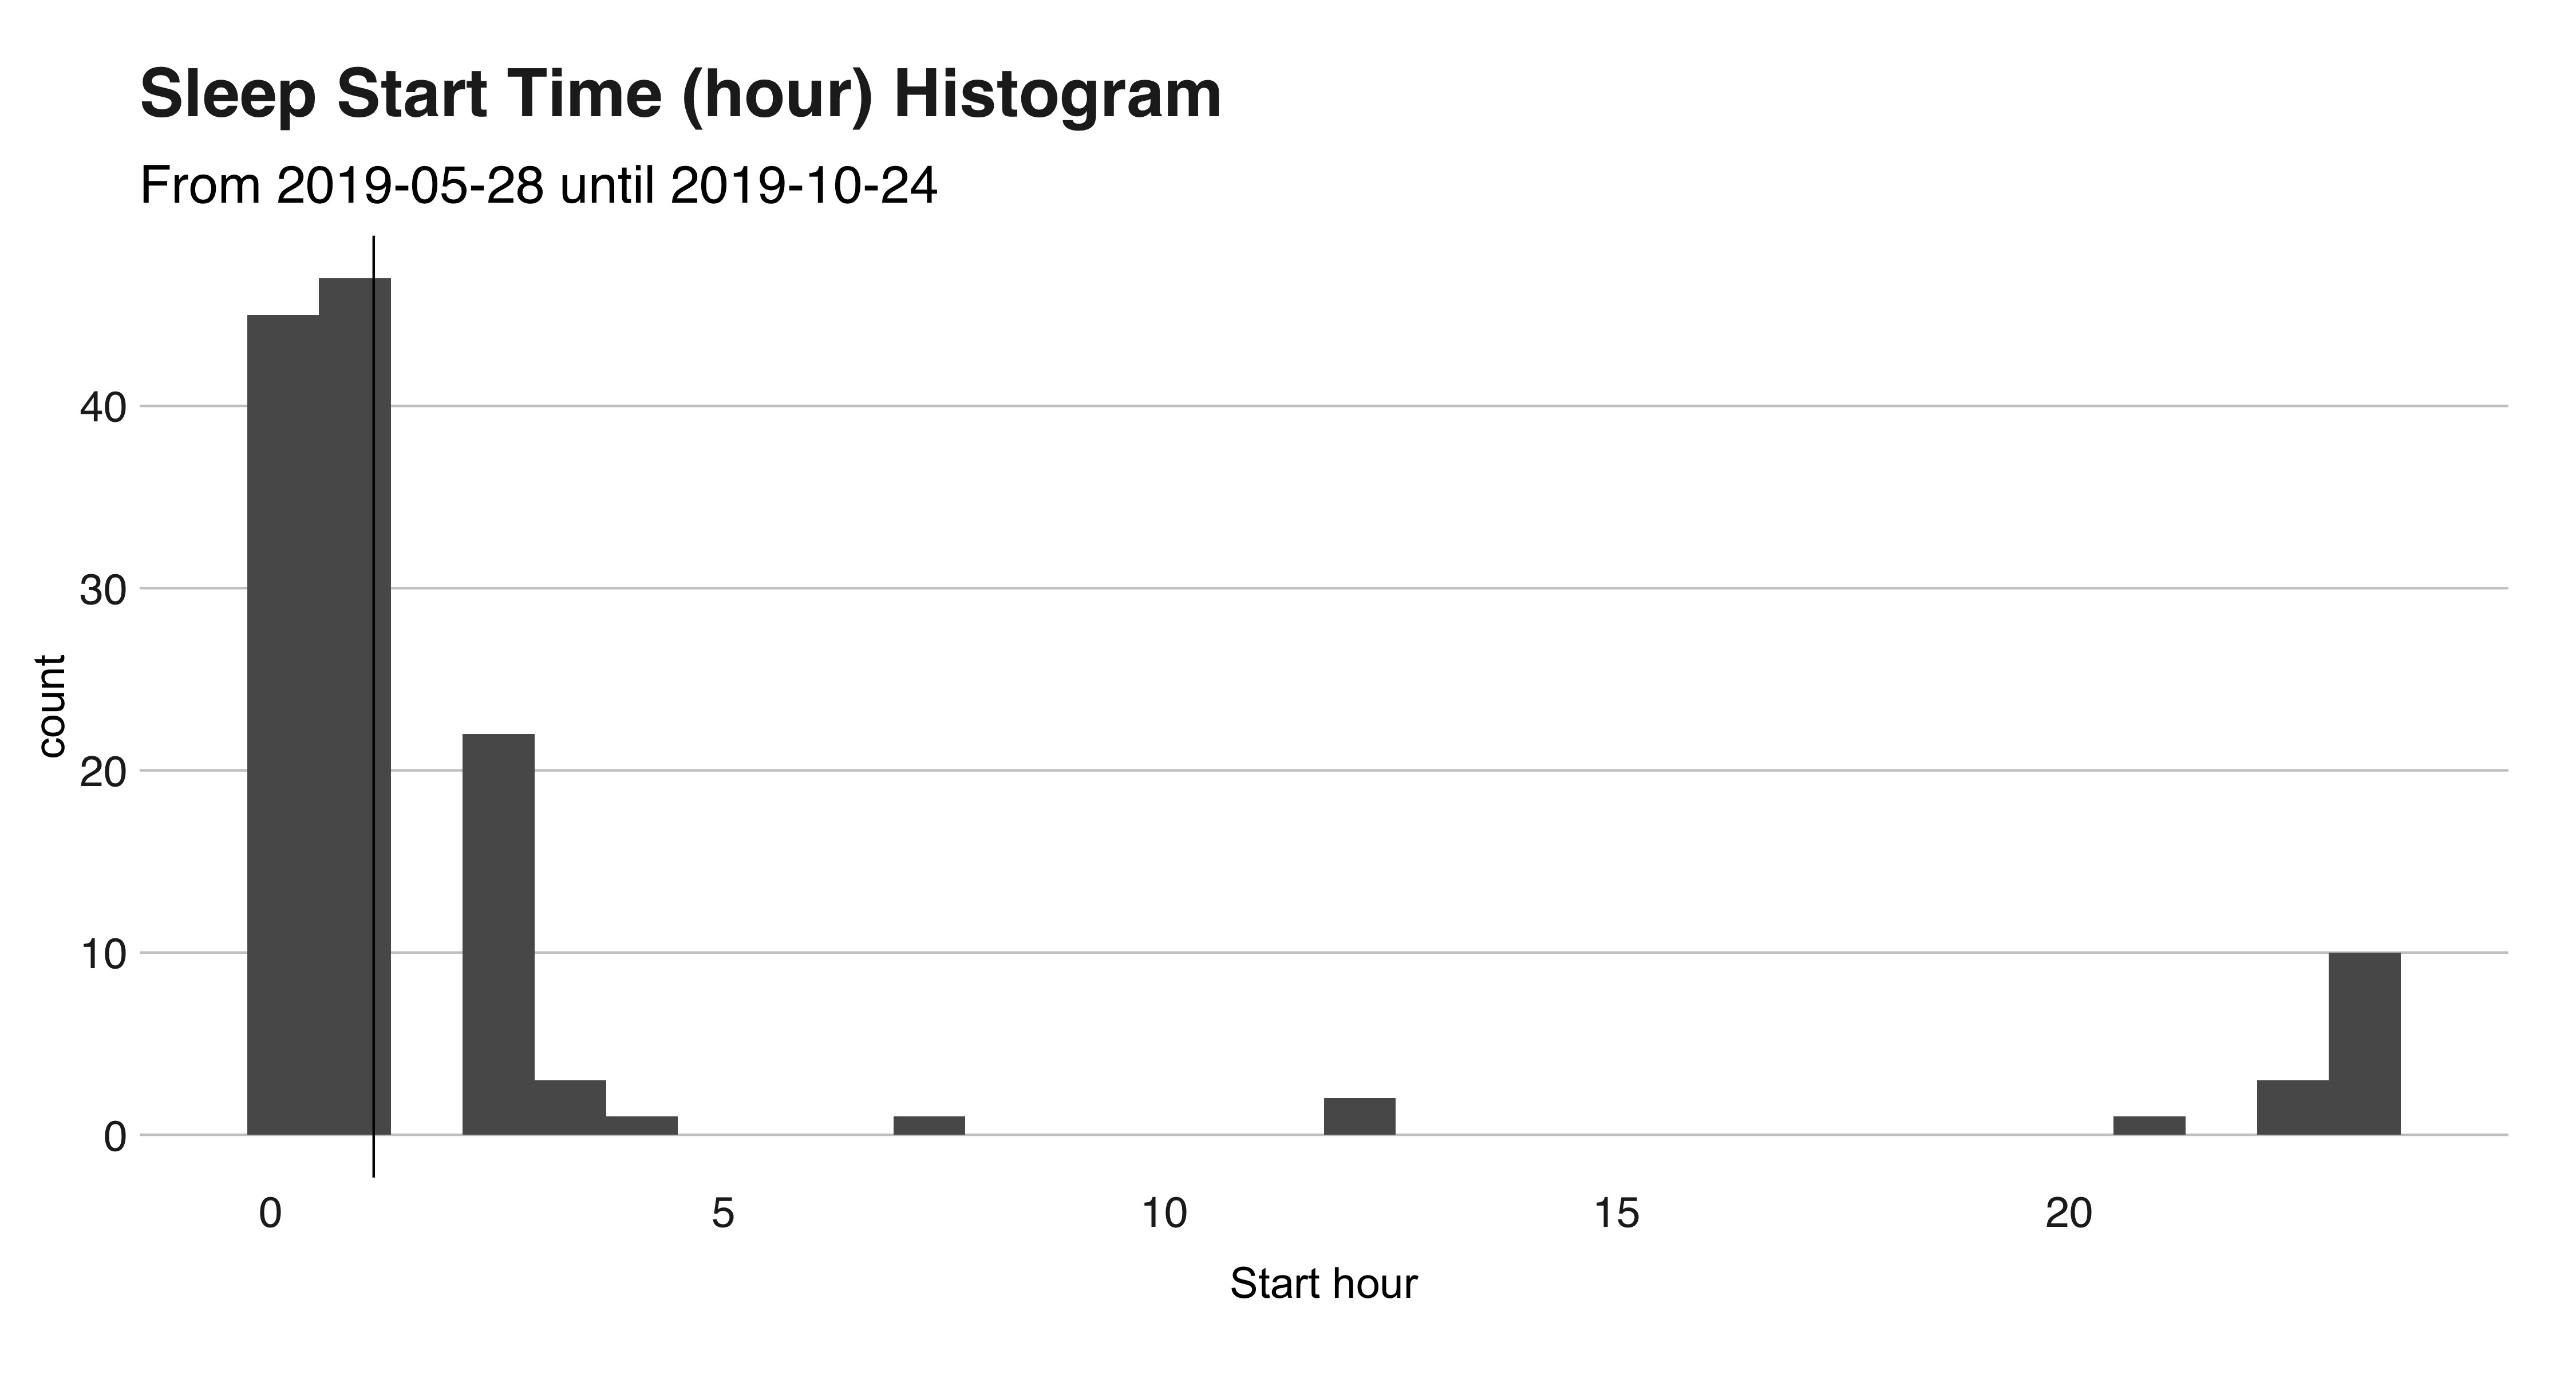 Sleep Start Time (hour) Histogram
From 2019-05-28 until 2019-10-24
count
40
30
20
10
0
0 5 10 15 20
Start hour